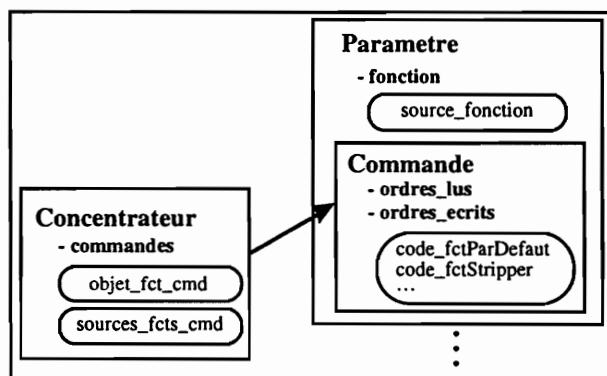 Parametre
- fonction
source_fonction
Commande
- ordres_lus
- ordres_ecrits
code_fctParDefaut
code_fctStripper
...
Concentrateur
- commandes
objet_fct_cmd
sources_fcts_cmd